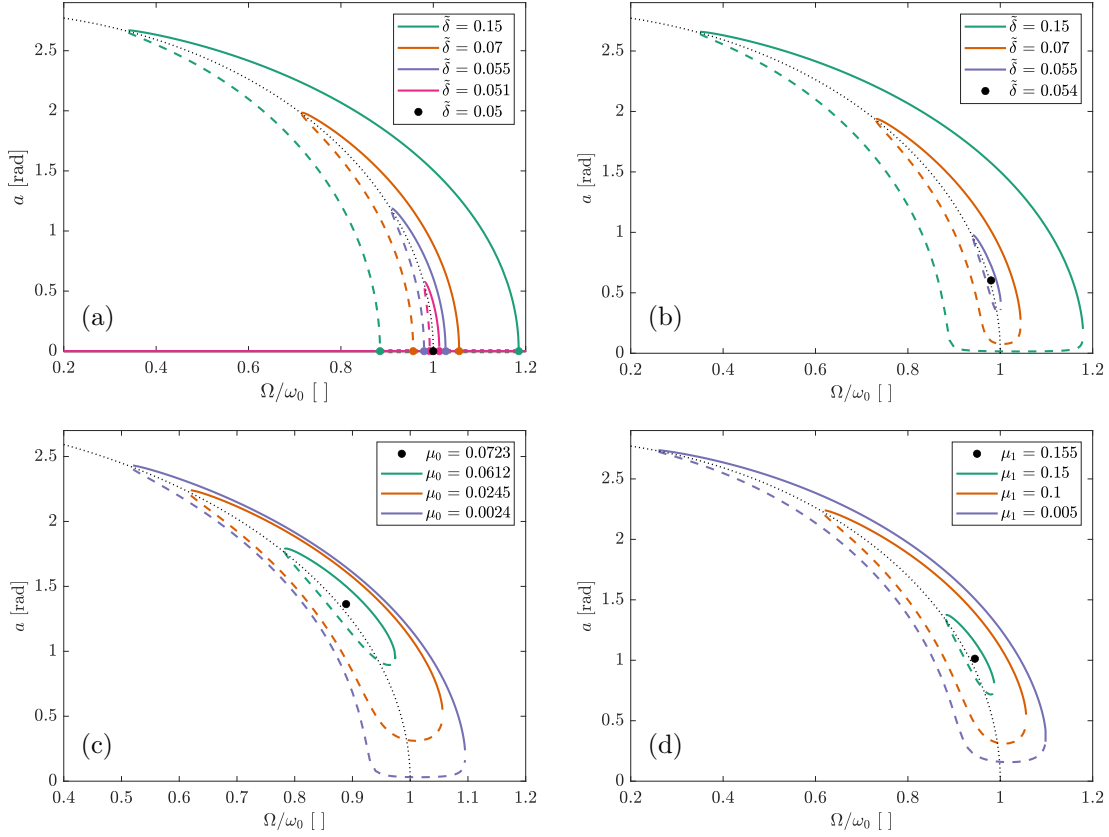 2.5
2
1.5
1
0.5
0
a [rad]
(a)
δ̃ = 0.15
δ̃ = 0.07
δ̃ = 0.055
δ̃ = 0.051
δ̃ = 0.05
0.2 0.4 0.6 0.8 1 1.2
Ω/ω₀ [ ]
2.5
2
1.5
1
0.5
0
a [rad]
(b)
δ̃ = 0.15
δ̃ = 0.07
δ̃ = 0.055
δ̃ = 0.054
0.2 0.4 0.6 0.8 1 1.2
Ω/ω₀ [ ]
2.5
2
1.5
1
0.5
0
a [rad]
(c)
μ₀ = 0.0723
μ₀ = 0.0612
μ₀ = 0.0245
μ₀ = 0.0024
0.4 0.5 0.6 0.7 0.8 0.9 1 1.1 1.2
Ω/ω₀ [ ]
2.5
2
1.5
1
0.5
0
a [rad]
(d)
μ₁ = 0.155
μ₁ = 0.15
μ₁ = 0.1
μ₁ = 0.005
0.2 0.4 0.6 0.8 1 1.2
Ω/ω₀ [ ]